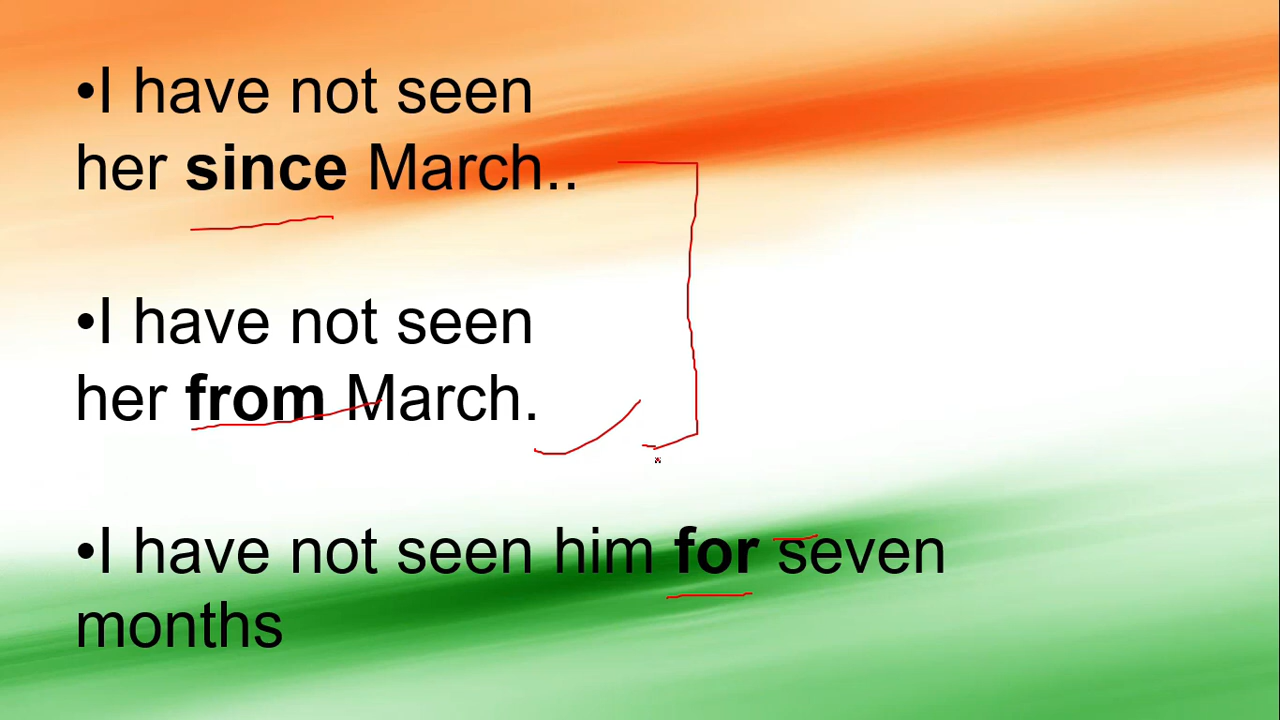 •I have not seen
her since March..
•I have not seen
her from March.
•I have not seen him for seven
months